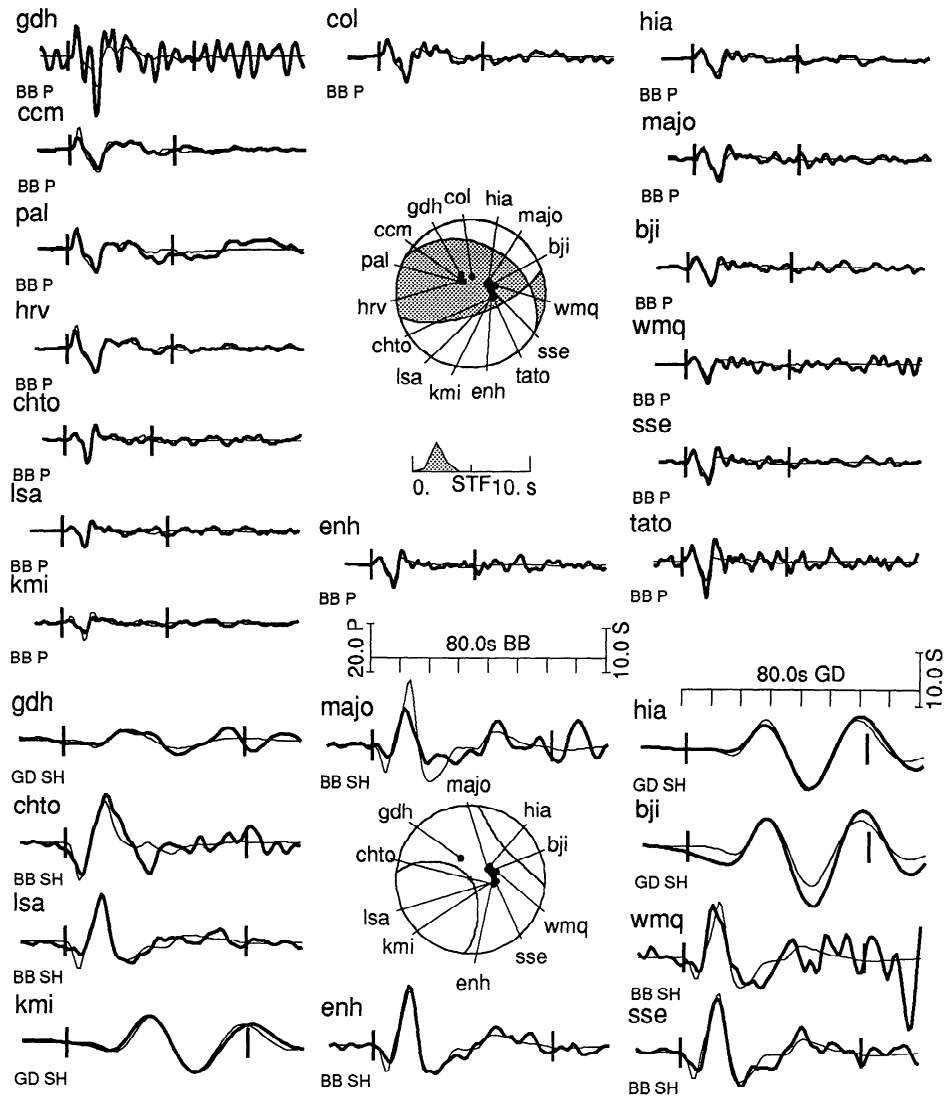 gdh
BB P
col
BB P
hia
BB P
ccm
BB P
majo
BB P
pal
BB P
gdh col hia
ccm majo
pal bji
hrv wmq
chto sse
lsa tato
kmi enh
bji
BB P
hrv
BB P
wmq
BB P
chto
BB P
0. STF 10. s
sse
BB P
lsa
BB P
enh
BB P
tato
BB P
kmi
BB P
20.0 P
80.0s BB
10.0 S
80.0s GD
10.0 S
gdh
GD SH
majo
BB SH
hia
GD SH
chto
BB SH
majo
gdh hia
chto bji
lsa wmq
kmi sse
enh
bji
GD SH
lsa
BB SH
wmq
BB SH
kmi
GD SH
enh
BB SH
sse
BB SH